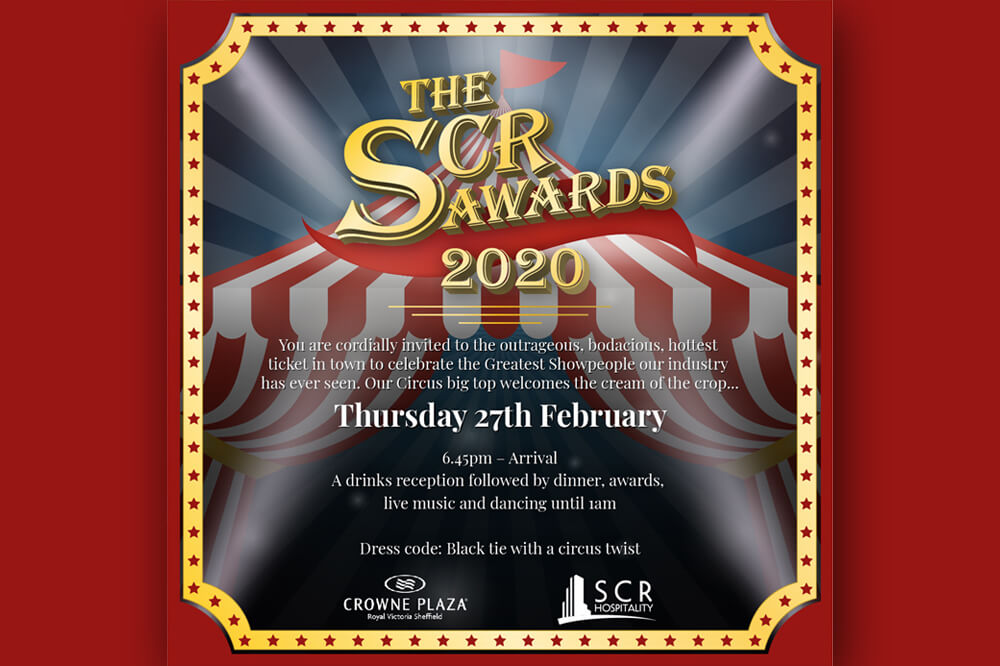 THE
SCR
AWARDS
2020
You are cordially invited to the outrageous, bodacious, hottest
ticket in town to celebrate the Greatest Showpeople our industry
has ever seen. Our Circus big top welcomes the cream of the crop...
Thursday 27th February
6.45pm – Arrival
A drinks reception followed by dinner, awards,
live music and dancing until 1am
Dress code: Black tie with a circus twist
CROWNE PLAZA
Royal Victoria Sheffield
SCR
HOSPITALITY